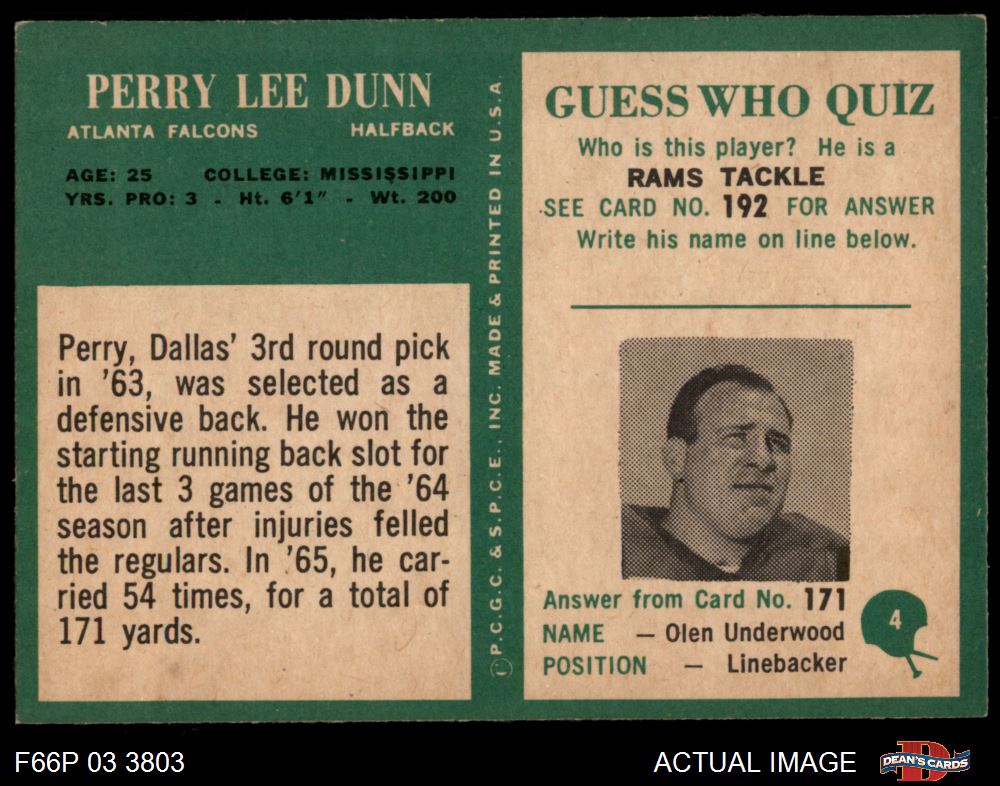 PERRY LEE DUNN
ATLANTA FALCONS HALFBACK
AGE: 25 COLLEGE: MISSISSIPPI
YRS. PRO: 3 - Ht. 6'1" - Wt. 200
Perry, Dallas' 3rd round pick
in '63, was selected as a
defensive back. He won the
starting running back slot for
the last 3 games of the '64
season after injuries felled
the regulars. In '65, he car-
ried 54 times, for a total of
171 yards.
© P.C.G.C. & S.P.C.E., INC. MADE & PRINTED IN U.S.A.
GUESS WHO QUIZ
Who is this player? He is a
RAMS TACKLE
SEE CARD NO. 192 FOR ANSWER
Write his name on line below.
Answer from Card No. 171
NAME — Olen Underwood
POSITION — Linebacker
4
F66P 03 3803
ACTUAL IMAGE
D
DEAN'S CARDS